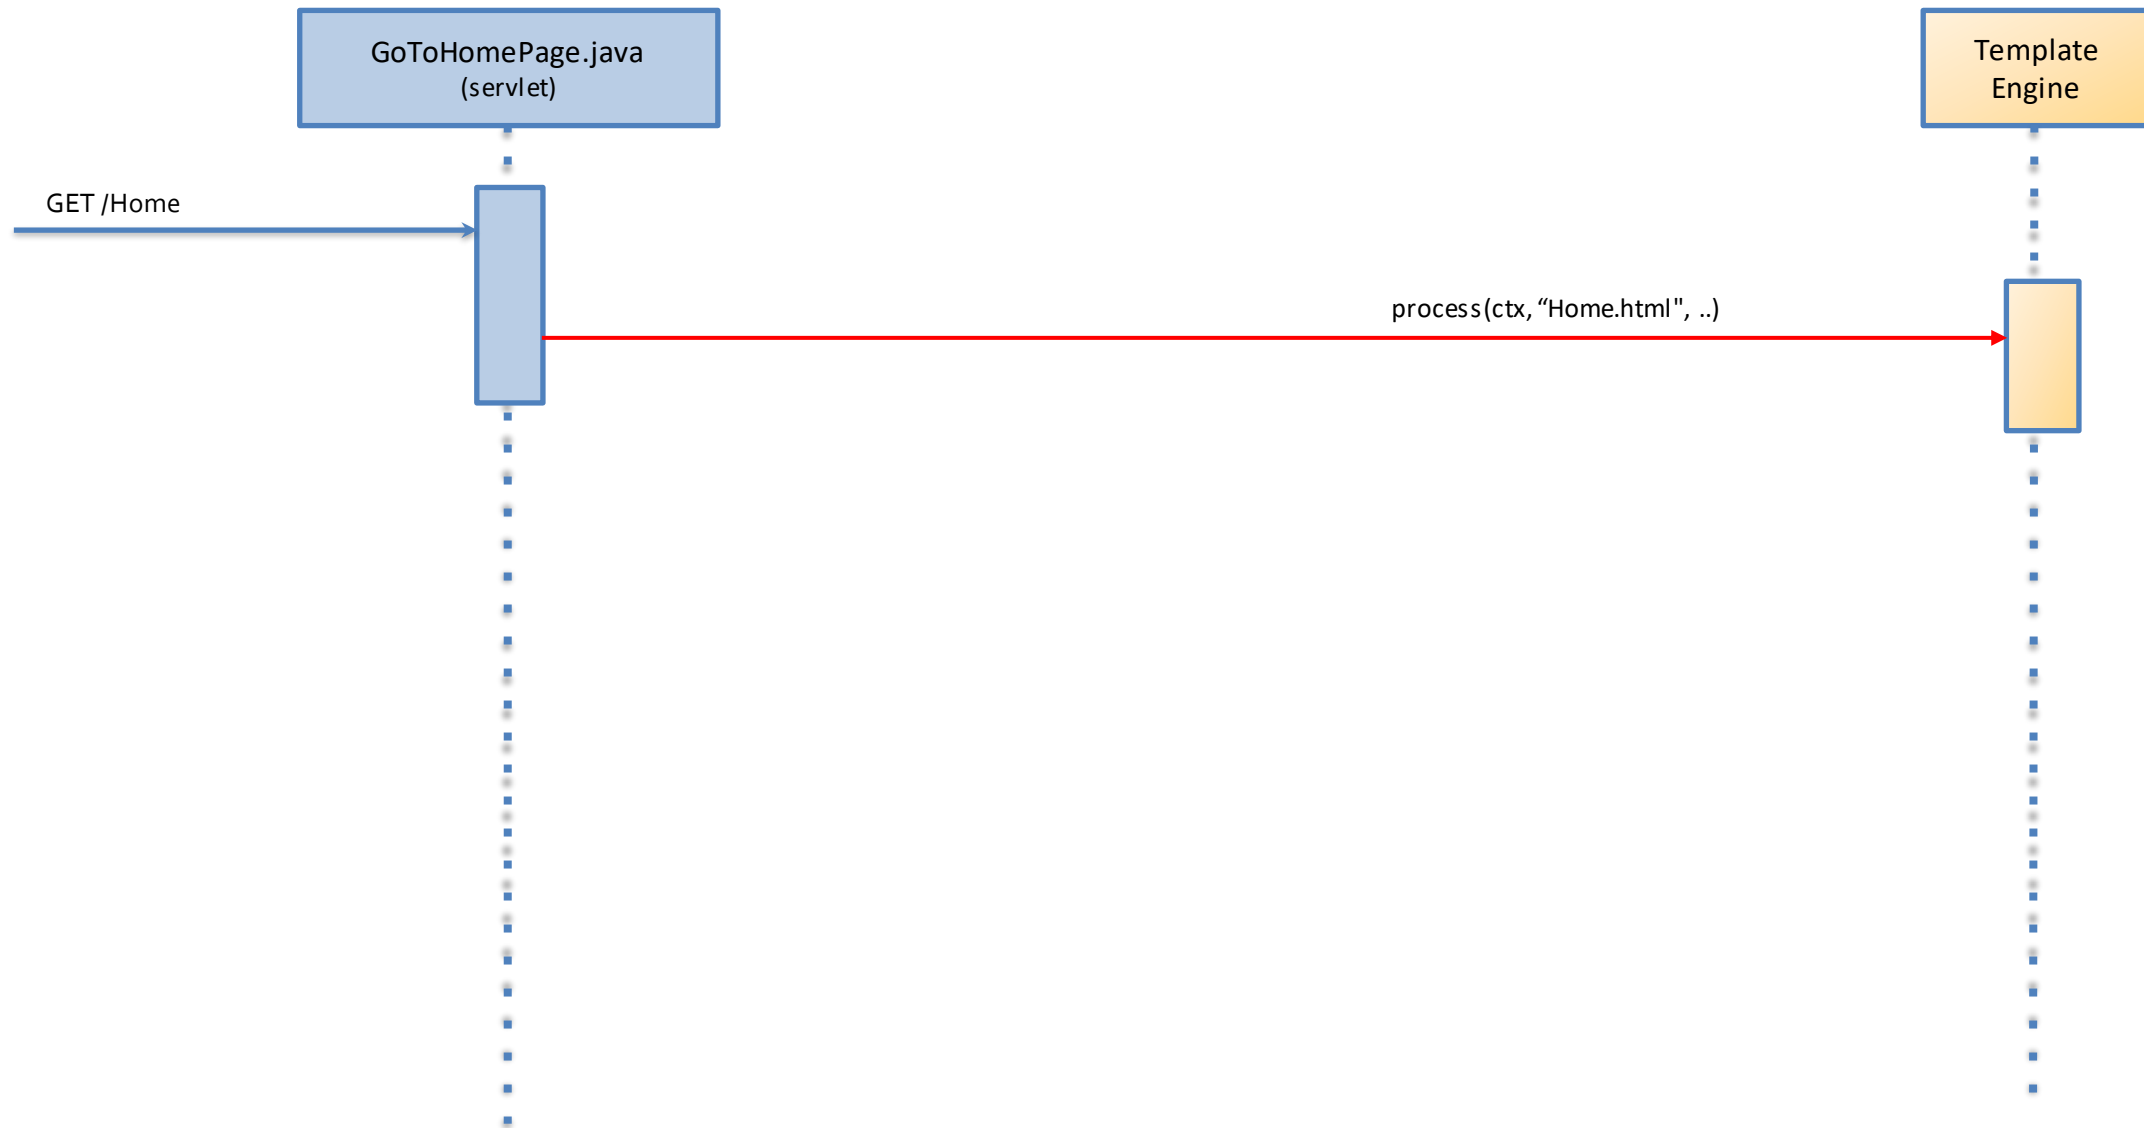 GoToHomePage.java
(servlet)
Template
Engine
GET /Home
process(ctx, “Home.html", ..)